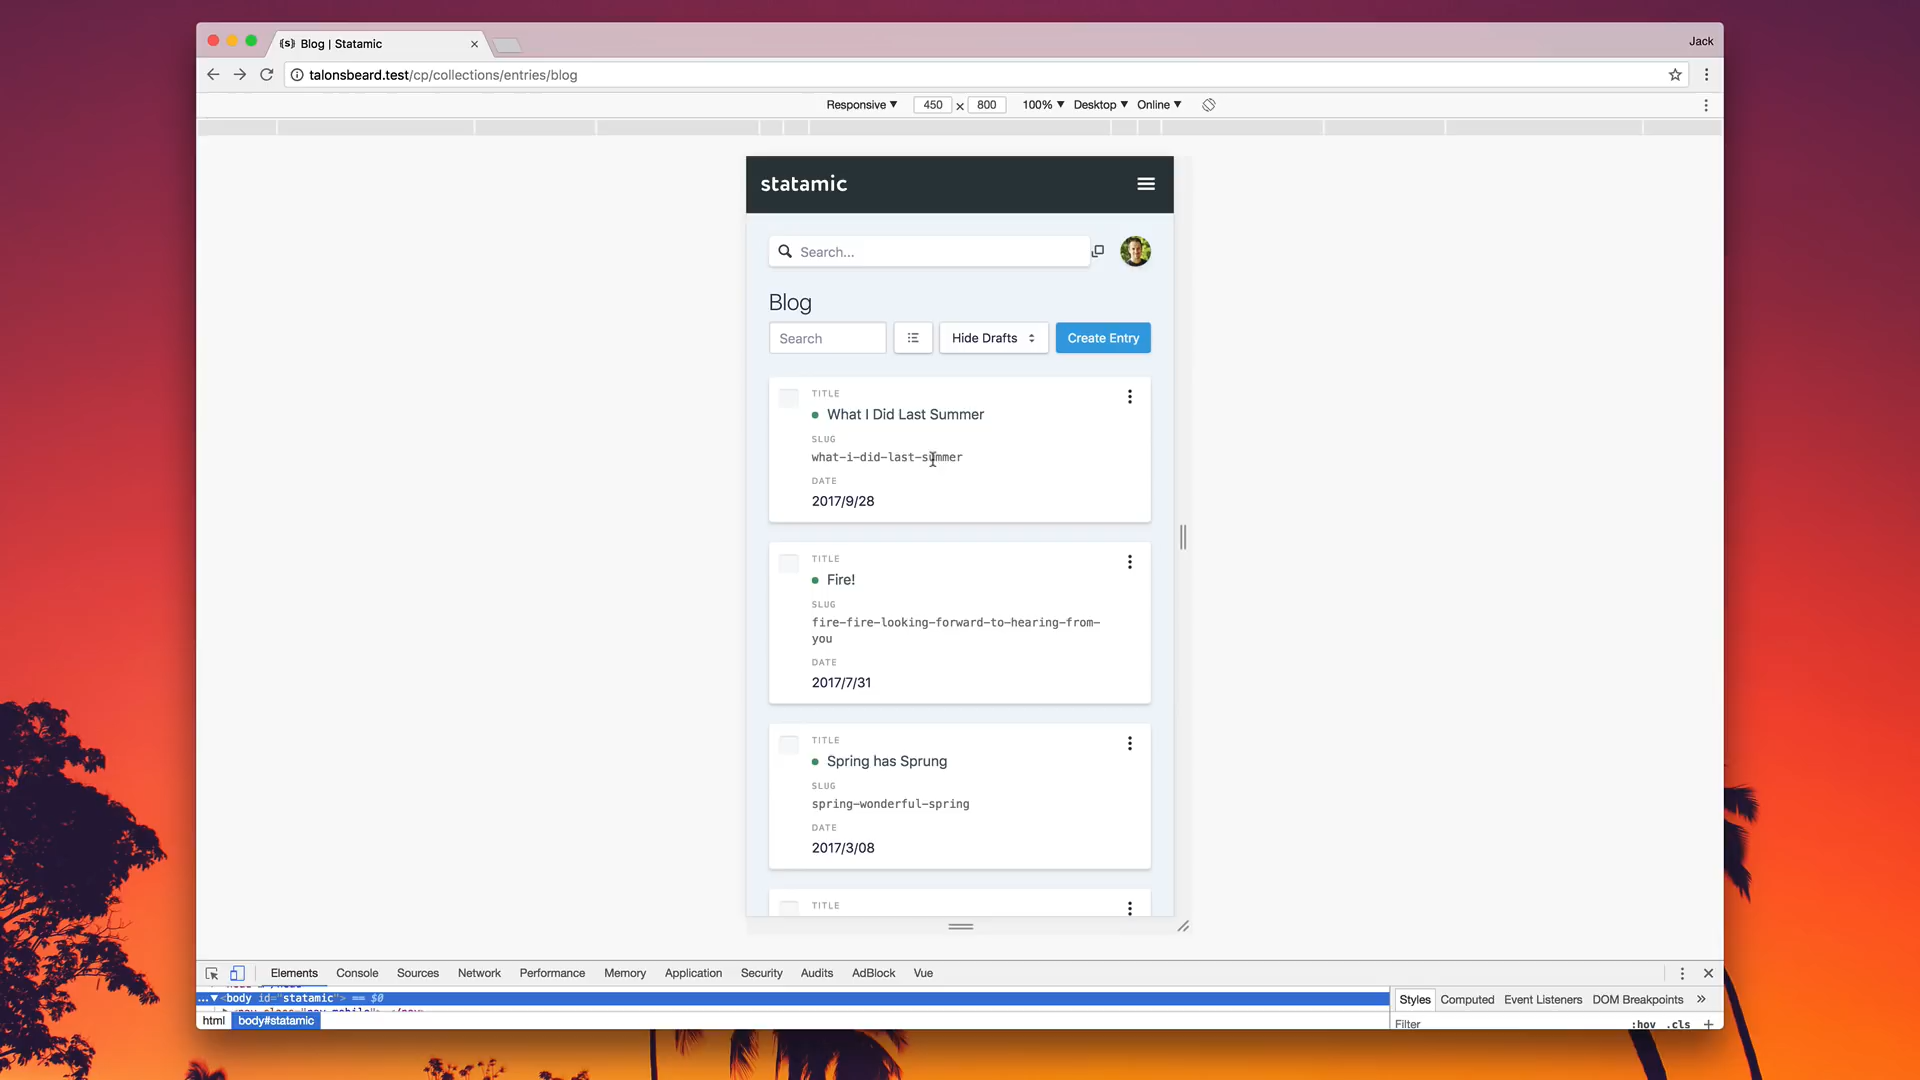 Blog | Statamic
Jack
talonsbeard.test/cp/collections/entries/blog
Responsive ▼ 450 × 800 100% ▼ Desktop ▼ Online ▼
statamic
Search...
Blog
Search
Hide Drafts
Create Entry
TITLE
What I Did Last Summer
SLUG
what-i-did-last-summer
DATE
2017/9/28
TITLE
Fire!
SLUG
fire-fire-looking-forward-to-hearing-from-
you
DATE
2017/7/31
TITLE
Spring has Sprung
SLUG
spring-wonderful-spring
DATE
2017/3/08
TITLE
Elements Console Sources Network Performance Memory Application Security Audits AdBlock Vue
...▼<body id="statamic"> == $0
html body#statamic
Styles Computed Event Listeners DOM Breakpoints »
Filter :hov .cls +